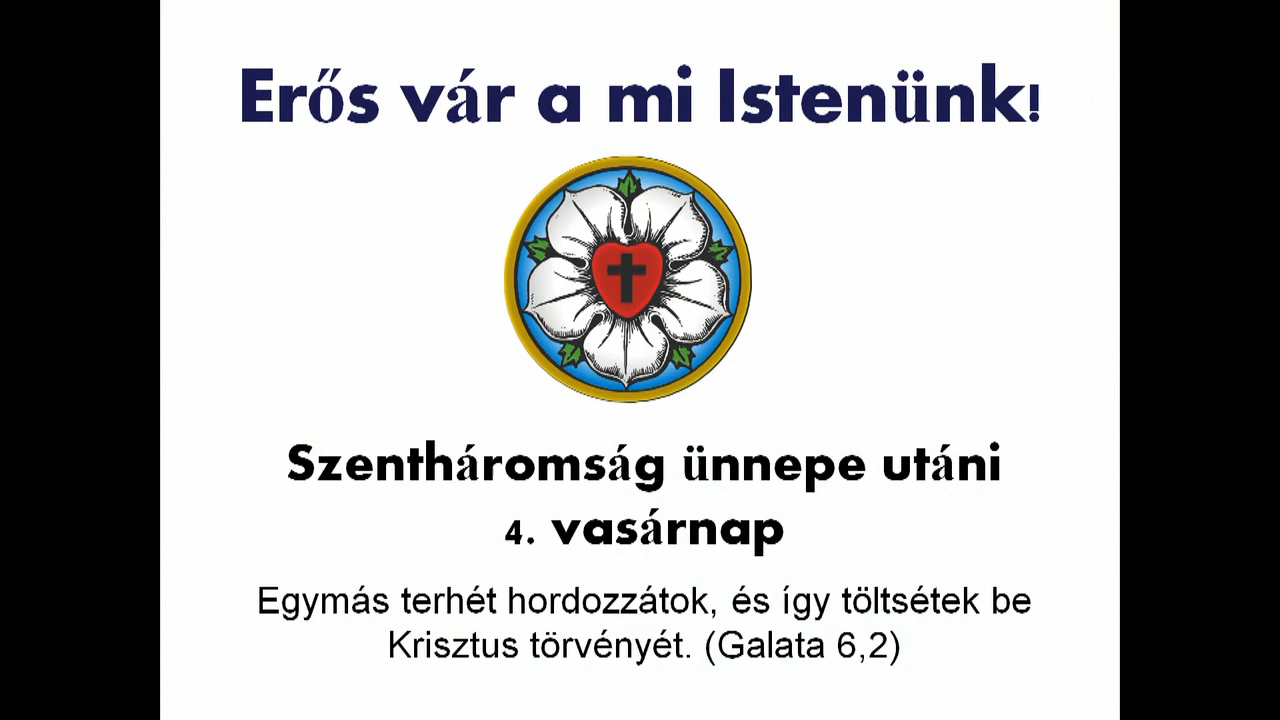 Erős vár a mi Istenünk!
Szentháromság ünnepe utáni
4. vasárnap
Egymás terhét hordozzátok, és így töltsétek be
Krisztus törvényét. (Galata 6,2)